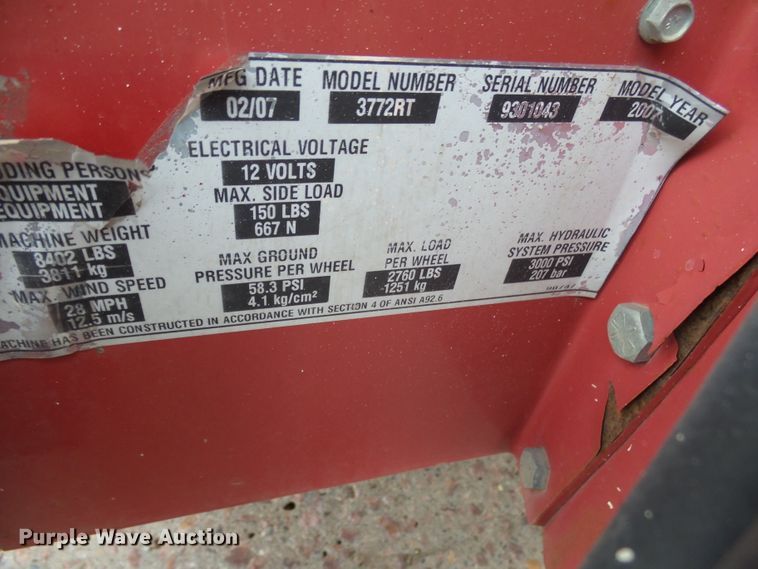 MFG DATE MODEL NUMBER SERIAL NUMBER MODEL YEAR
02/07 3772RT 9301043 2007
ELECTRICAL VOLTAGE
12 VOLTS
PERSONS
EQUIPMENT
EQUIPMENT
MAX. SIDE LOAD
150 LBS
667 N
MACHINE WEIGHT
8402 LBS
3811 kg
MAX GROUND
PRESSURE PER WHEEL
58.3 PSI
4.1 kg/cm²
MAX. LOAD
PER WHEEL
2760 LBS
1251 kg
MAX. HYDRAULIC
SYSTEM PRESSURE
3000 PSI
207 bar
MAX. WIND SPEED
28 MPH
12.5 m/s
MACHINE HAS BEEN CONSTRUCTED IN ACCORDANCE WITH SECTION 4 OF ANSI A92.6
Purple Wave Auction